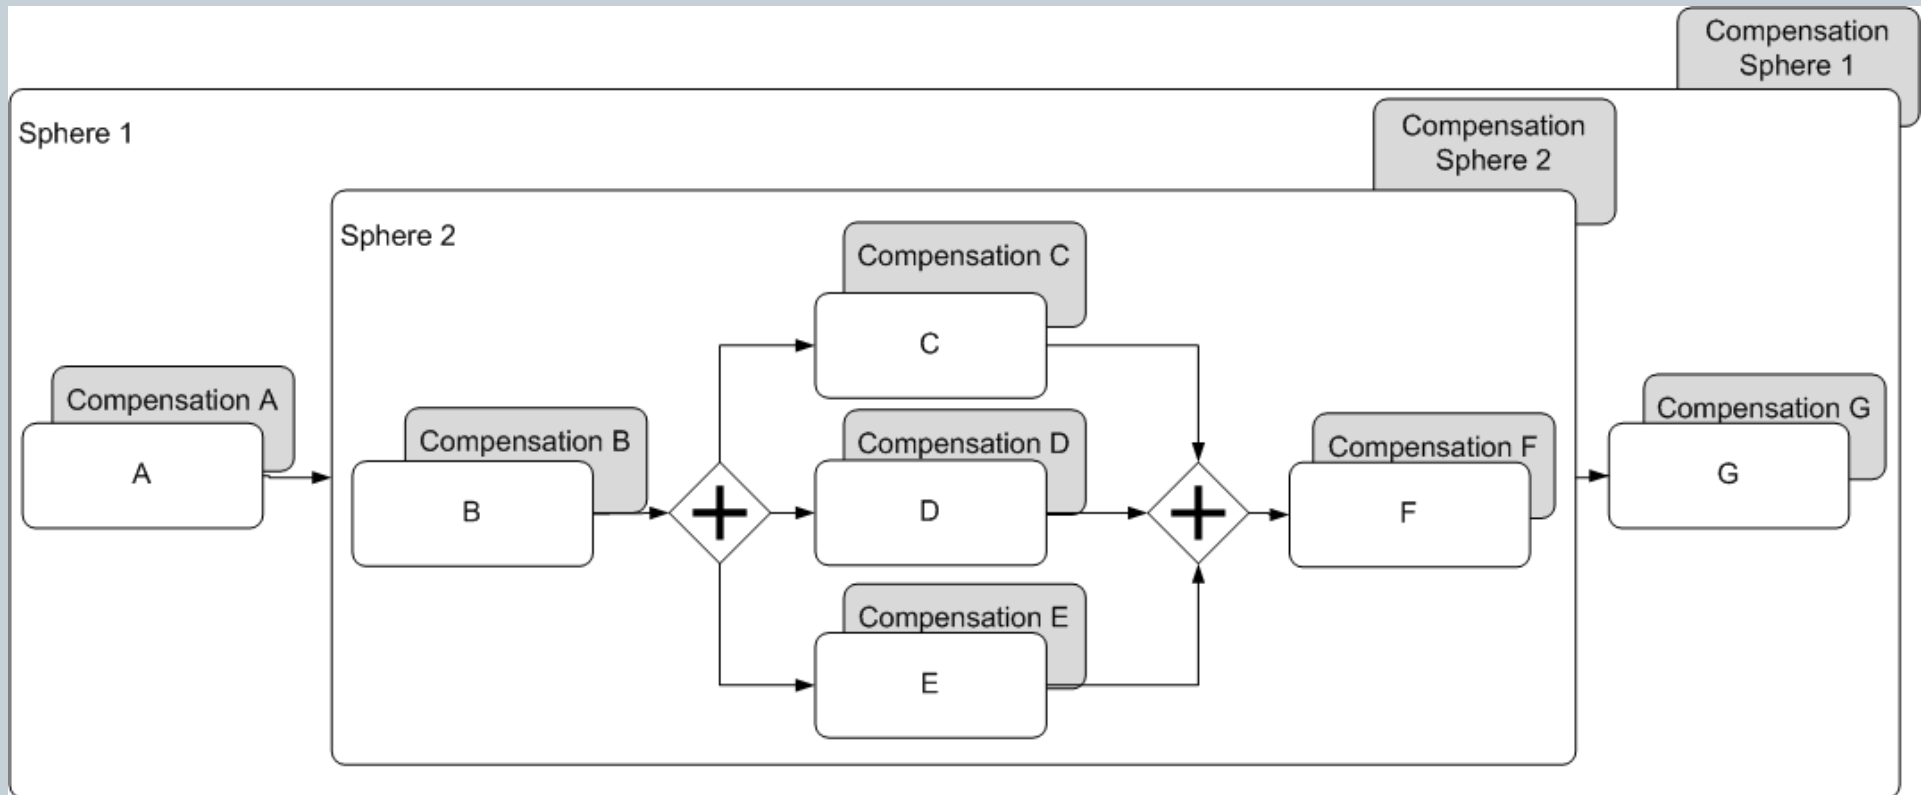 Compensation
Sphere 1
Sphere 1
Compensation
Sphere 2
Sphere 2
Compensation C
C
Compensation A
A
Compensation B
B
Compensation D
D
Compensation F
F
Compensation G
G
Compensation E
E